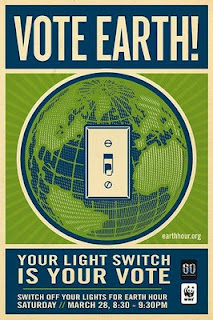 VOTE EARTH!
earthhour.org
YOUR LIGHT SWITCH
IS YOUR VOTE
SWITCH OFF YOUR LIGHTS FOR EARTH HOUR
SATURDAY // MARCH 28, 8:30 - 9:30PM
60
WWF